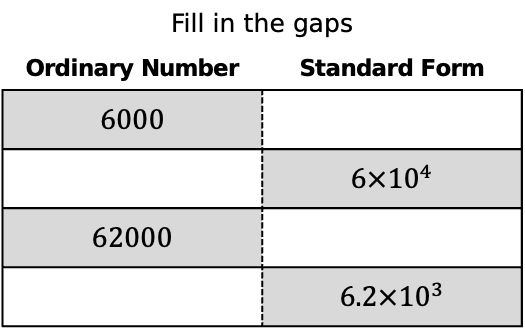 Fill in the gaps
Ordinary Number Standard Form
6000
6×10⁴
62000
6.2×10³